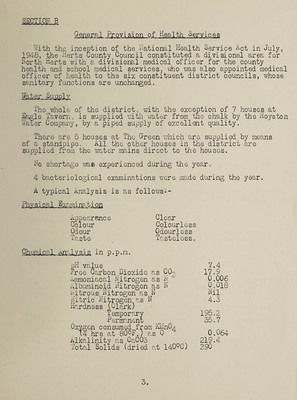 SECTION B
General Provision of Health Services
With the inception of the National Health Service Act in July,
1948, the Herts County Council constituted a divisional area for
North Herts with a divisional medical officer for the county
health and school medical services, who was also appointed medical
officer of health to the six constituent district councils, whose
sanitary functions are unchanged.
Water Supply
The whole of the district, with the exception of 7 houses at
Eagle Tavern, is supplied with water from the chalk by the Royston
Water Company, by a piped supply of excellent quality.
There are 5 houses at The Green which are supplied by means
of a standpipe. All the other houses in the district are
supplied from the water mains direct to the houses.
No shortage was experienced during the year.
4 bacteriological examinations were made during the year.
A typical Analysis is as follows:-
Physical Examination
Appearance Clear
Colour Colourless
Odour Odourless
Taste Tasteless.
Chemical Analysis in p.p.m.
pH value 7.4
Free Carbon Dioxide as CO2 17.9
Ammoniacal Nitrogen as N 0.006
Albuminoid Nitrogen as N 0.018
Nitrous Nitrogen as N Nil
Nitric Nitrogen as N 4.3
Hardness (Clark)
Temporary 195.2
Permanent 35.7
Oxygen consumed from KMnO4
(4 hrs at 80°F.) as O 0.064
Alkalinity as CaCO3 219.4
Total Solids (dried at 140°C) 290
3.